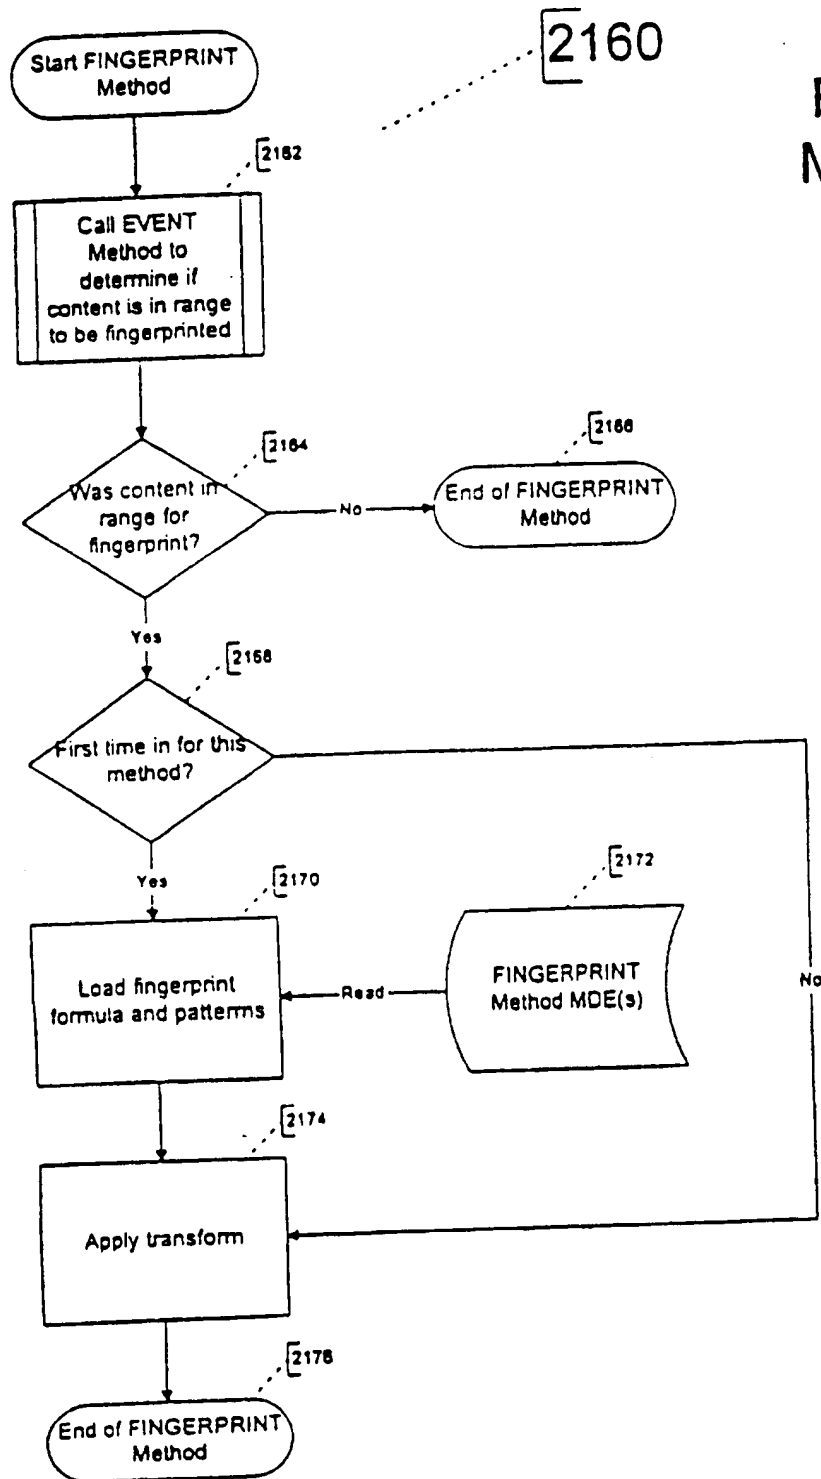 2160
Start FINGERPRINT
Method
2162
Call EVENT
Method to
determine if
content is in range
to be fingerprinted
2164
Was content in
range for
fingerprint?
No
2166
End of FINGERPRINT
Method
Yes
2168
First time in for this
method?
Yes
No
2170
Load fingerprint
formula and patterns
Read
2172
FINGERPRINT
Method MDE(s)
2174
Apply transform
2176
End of FINGERPRINT
Method